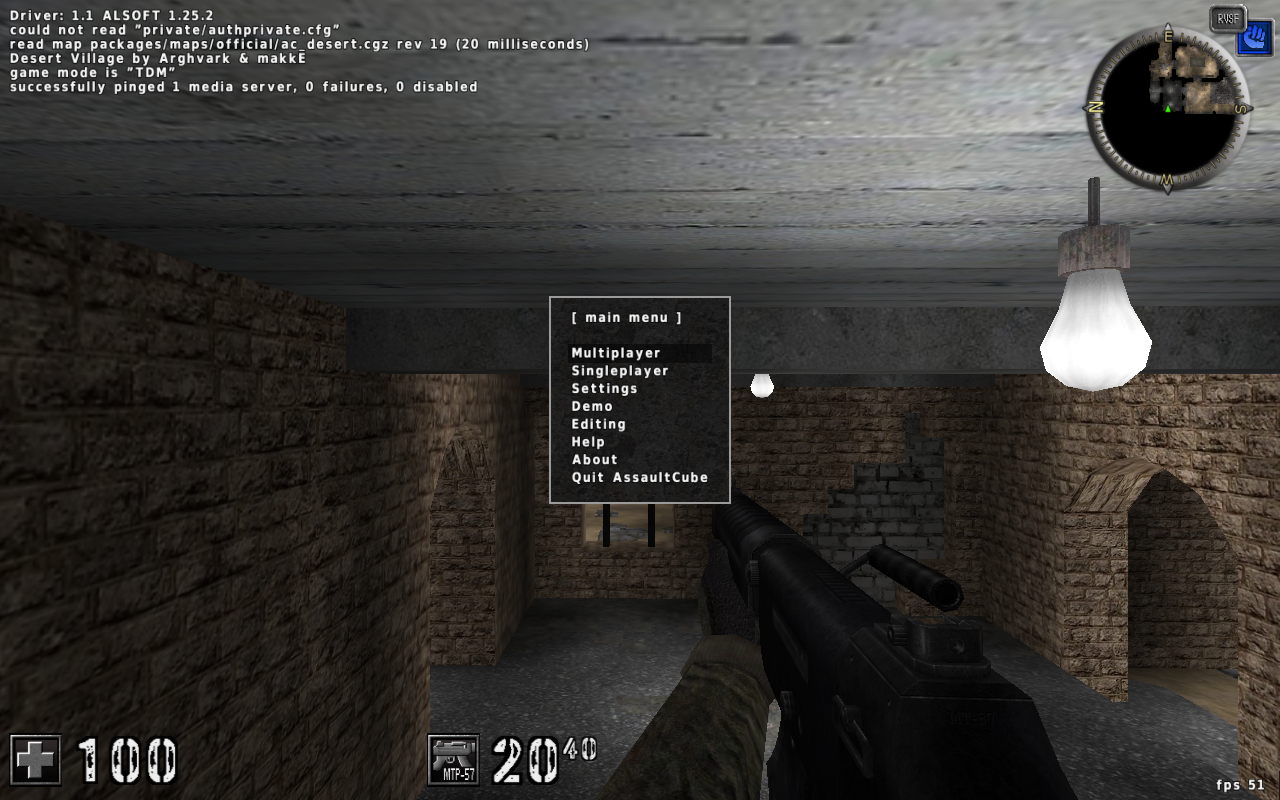 Driver: 1.1 ALSOFT 1.25.2
could not read "private/authprivate.cfg"
read map packages/maps/official/ac_desert.cgz rev 19 (20 milliseconds)
Desert Village by Arghvark & makkE
game mode is "TDM"
successfully pinged 1 media server, 0 failures, 0 disabled
RVSF
E
N
S
W
[ main menu ]
Multiplayer
Singleplayer
Settings
Demo
Editing
Help
About
Quit AssaultCube
100
MTP-57
20 40
fps 51